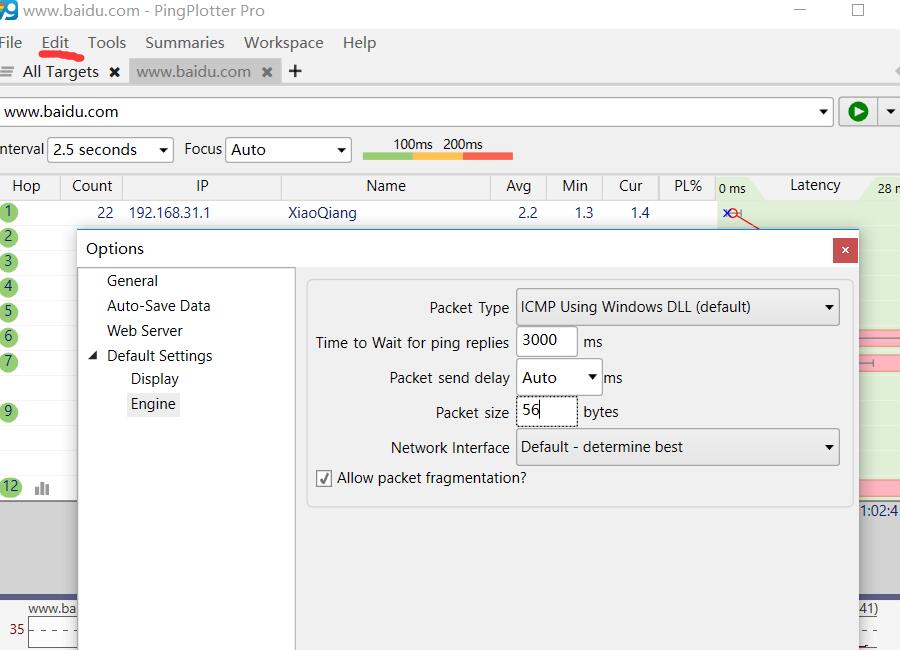 www.baidu.com - PingPlotter Pro
File Edit Tools Summaries Workspace Help
All Targets www.baidu.com
www.baidu.com
nterval 2.5 seconds Focus Auto 100ms 200ms
Hop Count IP Name Avg Min Cur PL% 0 ms Latency 28 m
1 22 192.168.31.1 XiaoQiang 2.2 1.3 1.4
2
Options
3
General
4
Auto-Save Data
5
Web Server
6
Default Settings
7
Display
9
Engine
12
Packet Type ICMP Using Windows DLL (default)
Time to Wait for ping replies 3000 ms
Packet send delay Auto ms
Packet size 56 bytes
Network Interface Default - determine best
Allow packet fragmentation?
1:02:4
www.ba
41)
35